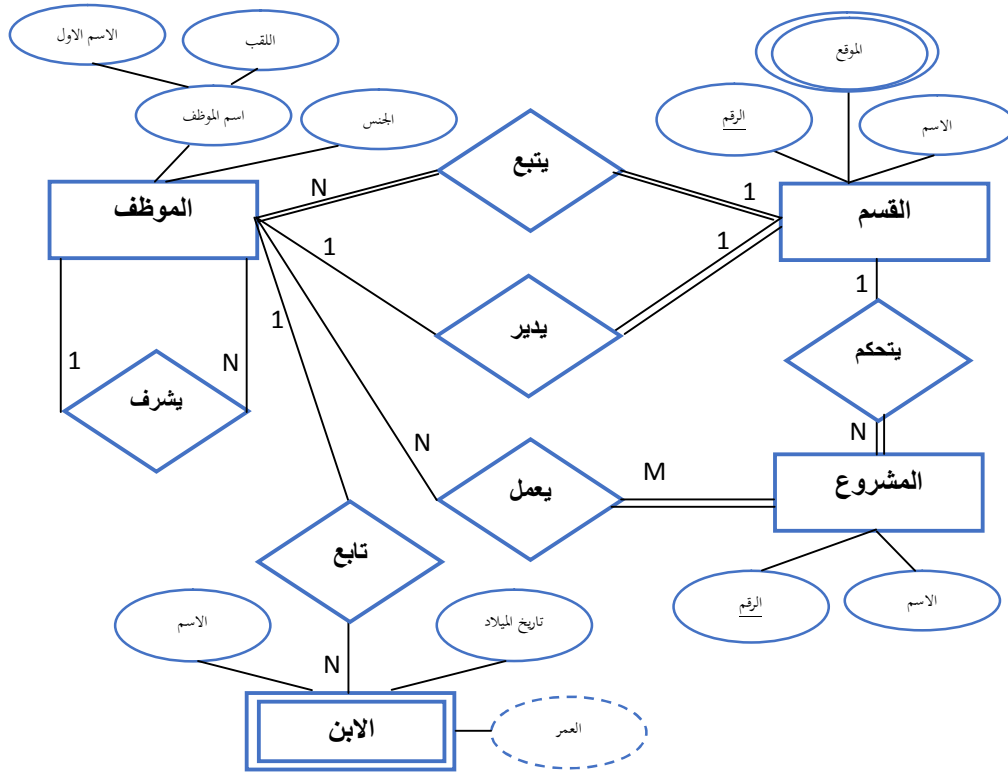 الموقع
اللقب
الاسم الاول
الاسم
الرقم
الجنس
اسم الموظف
القسم
يتبع
الموظف
N
1
1
1
يدير
1
يتحكم
1
N
1
يشرف
N
N
M
يعمل
المشروع
تابع
الاسم
الرقم
تاريخ الميلاد
الاسم
N
الابن
العمر